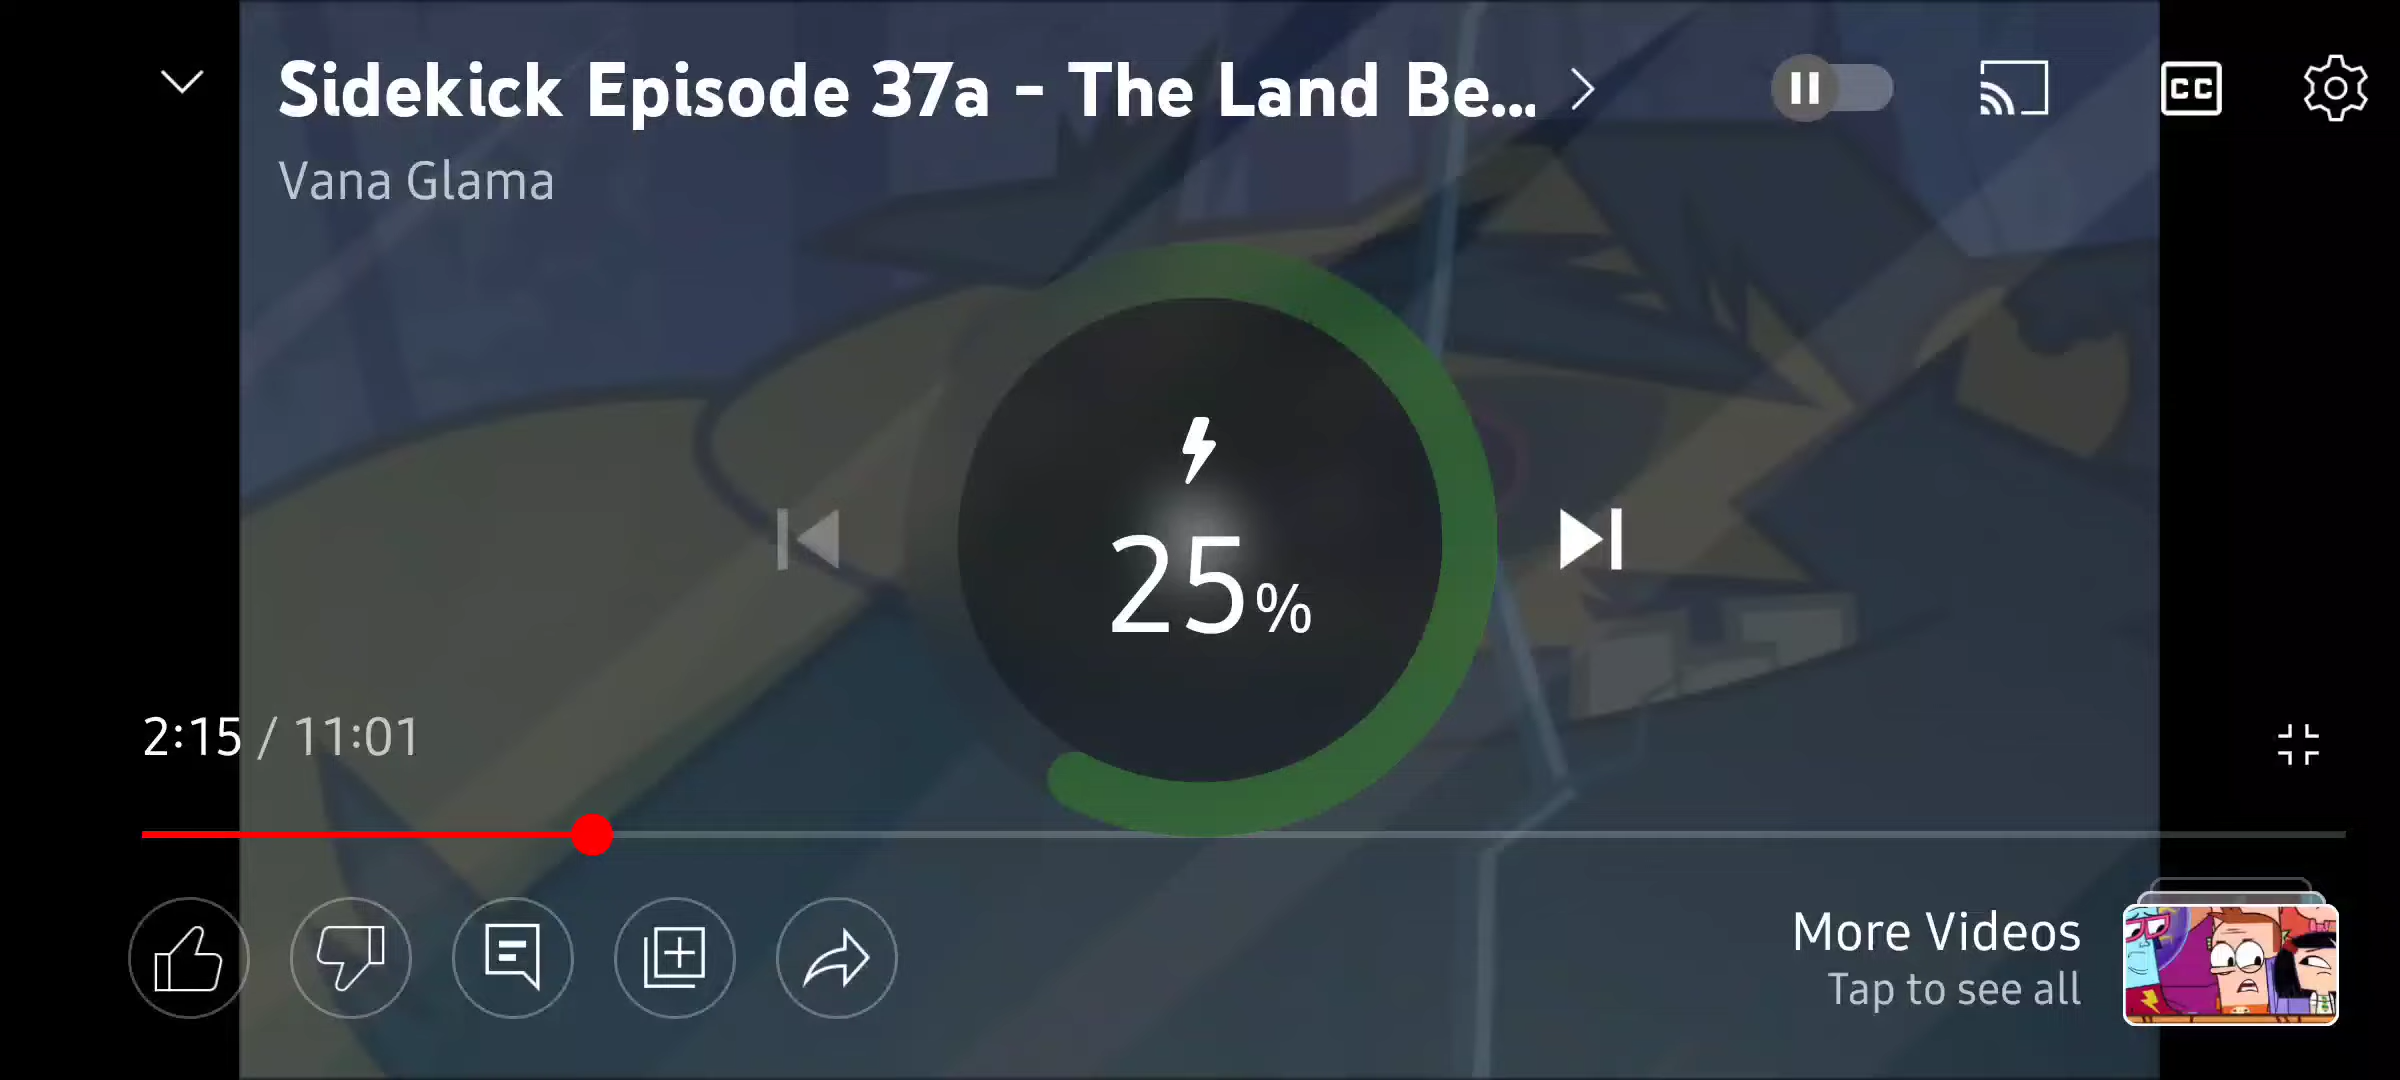 Sidekick Episode 37a - The Land Be...
Vana Glama
CC
25%
2:15 / 11:01
More Videos
Tap to see all